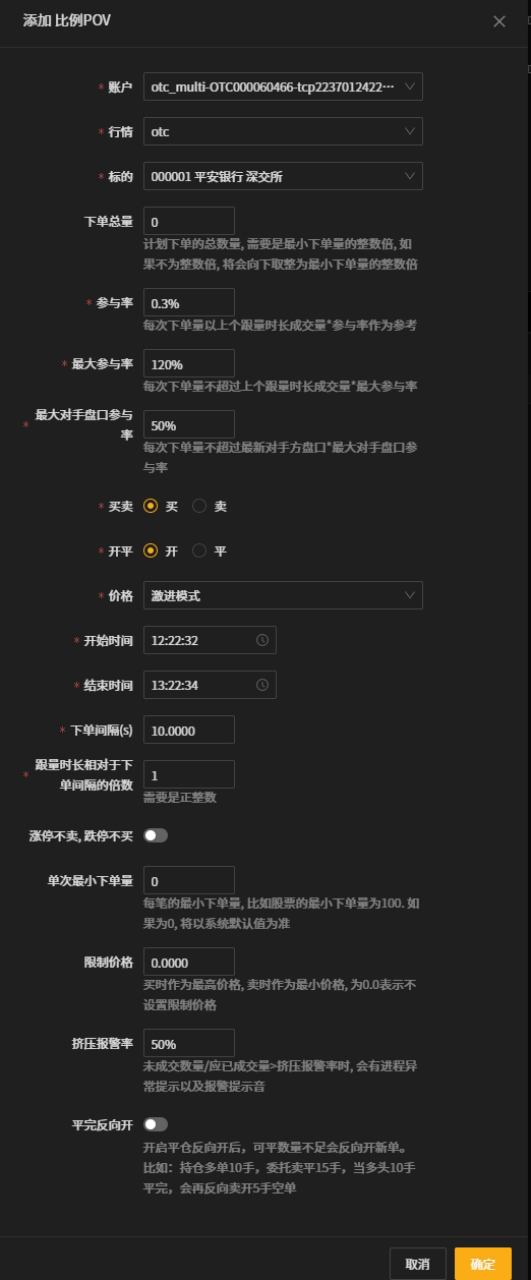 添加 比例POV
* 账户 otc_multi-OTC000060466-tcp2237012422···
* 行情 otc
* 标的 000001 平安银行 深交所
下单总量 0
计划下单的总数量, 需要是最小下单量的整数倍, 如
果不为整数倍, 将会向下取整为最小下单量的整数倍
* 参与率 0.3%
每次下单量以上个跟量时长成交量*参与率作为参考
* 最大参与率 120%
每次下单量不超过上个跟量时长成交量*最大参与率
* 最大对手盘口参与
率 50%
每次下单量不超过最新对手方盘口*最大对手盘口参
与率
* 买卖 买 卖
* 开平 开 平
* 价格 激进模式
* 开始时间 12:22:32
* 结束时间 13:22:34
* 下单间隔(s) 10.0000
* 跟量时长相对于下
单间隔的倍数 1
需要是正整数
涨停不卖, 跌停不买
单次最小下单量 0
每笔的最小下单量, 比如股票的最小下单量为100. 如
果为0, 将以系统默认值为准
限制价格 0.0000
买时作为最高价格, 卖时作为最小价格, 为0.0表示不
设置限制价格
挤压报警率 50%
未成交数量/应已成交量>挤压报警率时, 会有进程异
常提示以及报警提示音
平完反向开
开启平仓反向开后，可平数量不足会反向开新单。
比如：持仓多单10手，委托卖平15手，当多头10手
平完，会再反向卖开5手空单
取消 确定